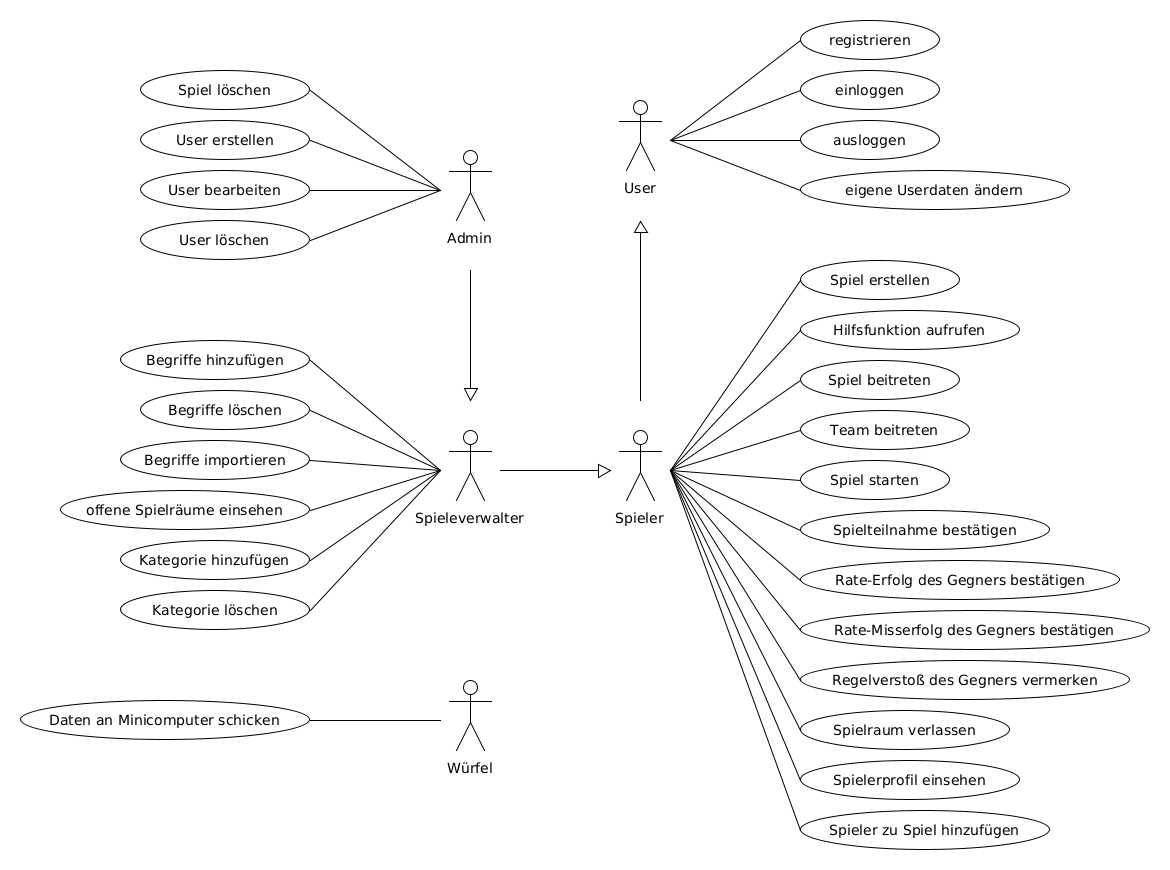 registrieren
einloggen
ausloggen
eigene Userdaten ändern
User
Spiel löschen
User erstellen
User bearbeiten
User löschen
Admin
Begriffe hinzufügen
Begriffe löschen
Begriffe importieren
offene Spielräume einsehen
Kategorie hinzufügen
Kategorie löschen
Spieleverwalter
Spieler
Spiel erstellen
Hilfsfunktion aufrufen
Spiel beitreten
Team beitreten
Spiel starten
Spielteilnahme bestätigen
Rate-Erfolg des Gegners bestätigen
Rate-Misserfolg des Gegners bestätigen
Regelverstoß des Gegners vermerken
Spielraum verlassen
Spielerprofil einsehen
Spieler zu Spiel hinzufügen
Daten an Minicomputer schicken
Würfel